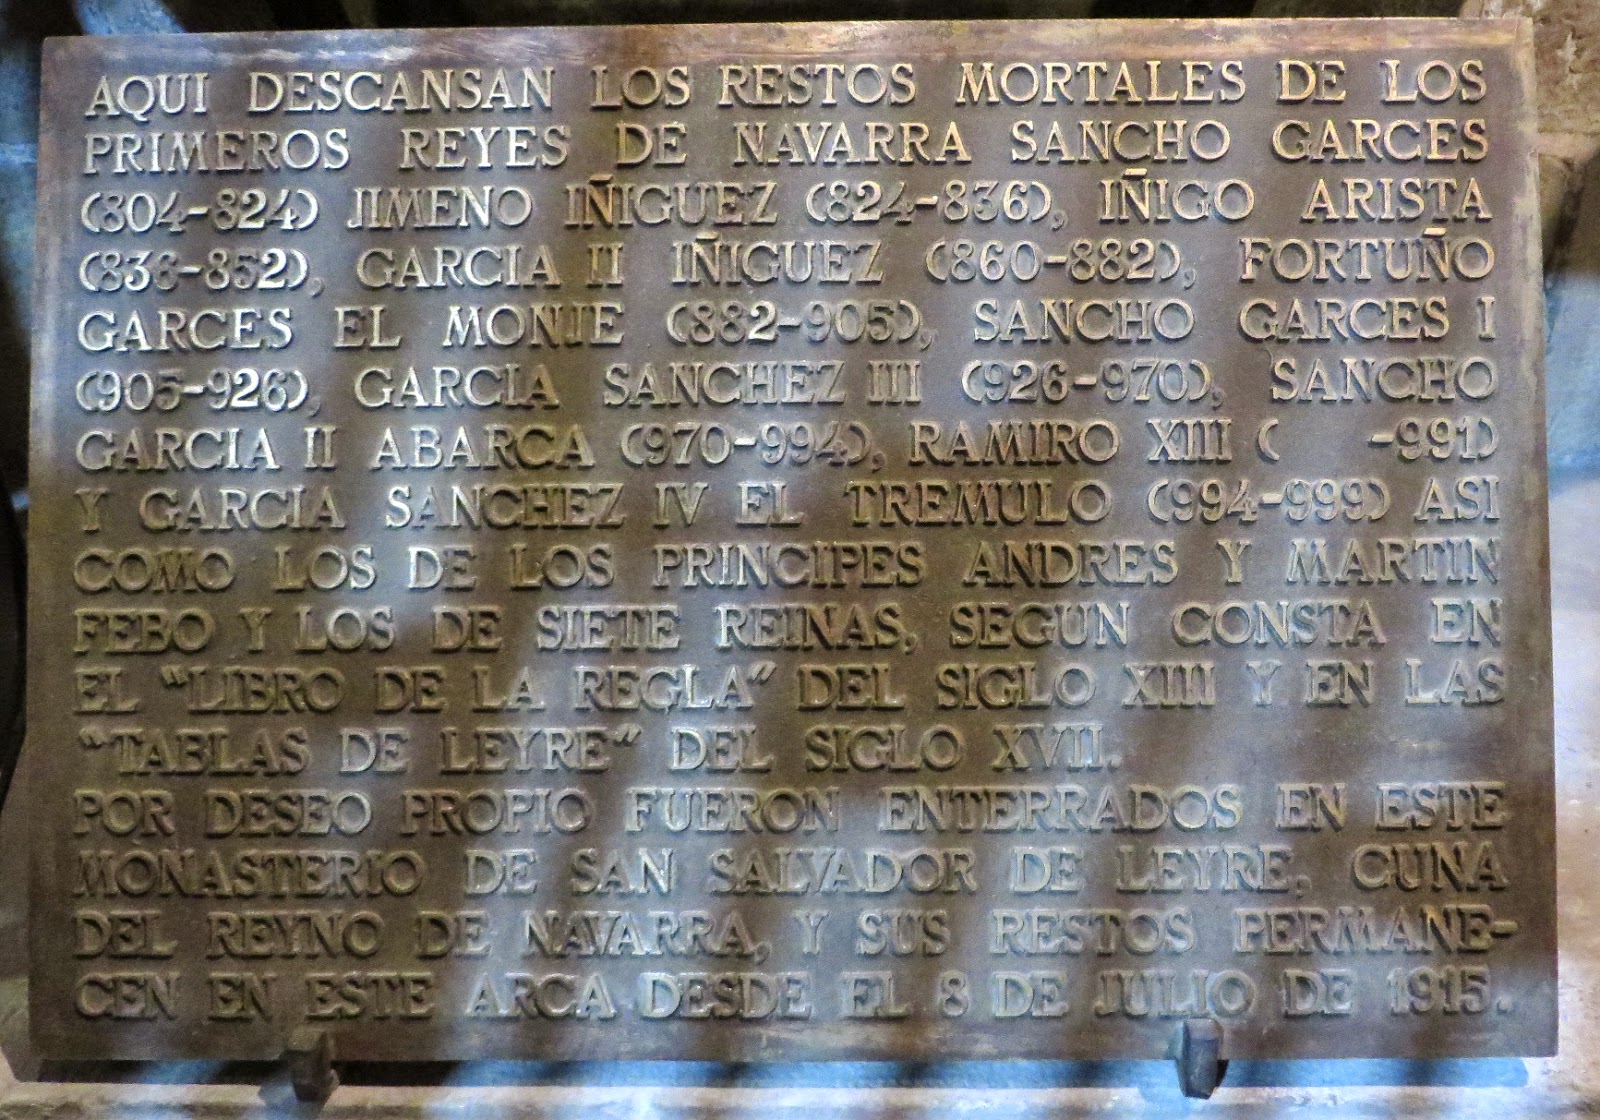 AQUI DESCANSAN LOS RESTOS MORTALES DE LOS
PRIMEROS REYES DE NAVARRA SANCHO GARCES
(804-824) JIMENO IÑIGUEZ (824-836), IÑIGO ARISTA
(836-852), GARCIA II IÑIGUEZ (860-882), FORTUÑO
GARCES EL MONJE (882-905), SANCHO GARCES I
(905-926), GARCIA SANCHEZ III (926-970), SANCHO
GARCIA II ABARCA (970-994), RAMIRO XIII ( -991)
Y GARCIA SANCHEZ IV EL TREMULO (994-999) ASI
COMO LOS DE LOS PRINCIPES ANDRES Y MARTIN
FEBO Y LOS DE SIETE REINAS, SEGUN CONSTA EN
EL "LIBRO DE LA REGLA" DEL SIGLO XIII Y EN LAS
"TABLAS DE LEYRE" DEL SIGLO XVII.
POR DESEO PROPIO FUERON ENTERRADOS EN ESTE
MONASTERIO DE SAN SALVADOR DE LEYRE, CUNA
DEL REYNO DE NAVARRA, Y SUS RESTOS PERMANE-
CEN EN ESTE ARCA DESDE EL 8 DE JULIO DE 1915.